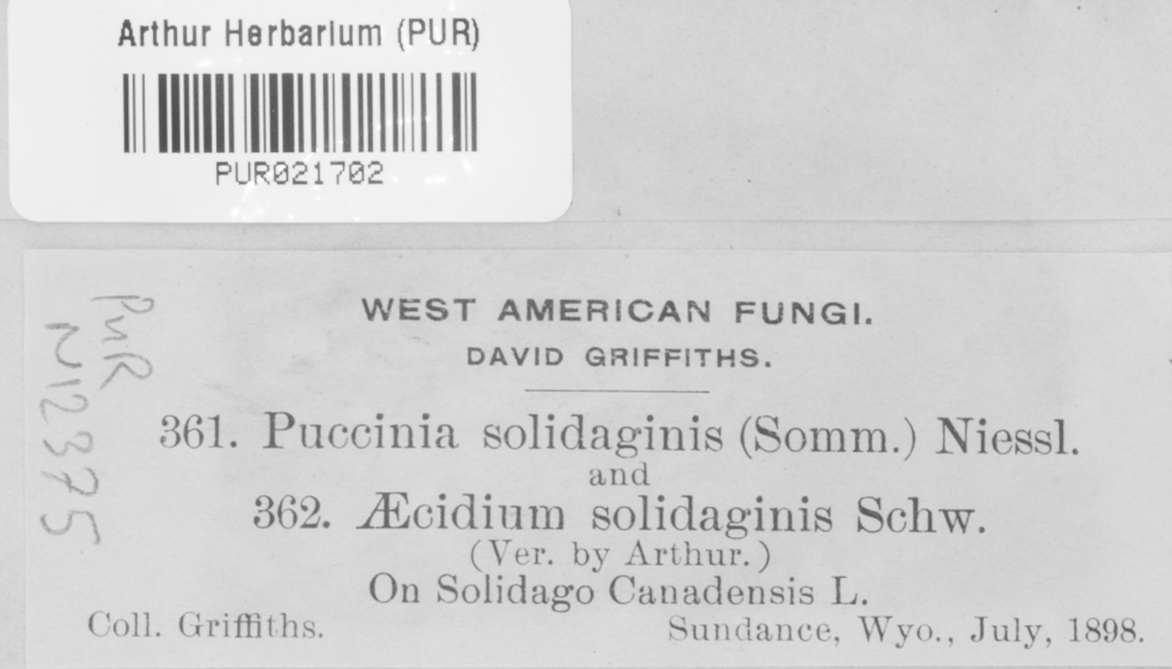 Arthur Herbarium (PUR)
PUR021702
PUR
N12375
WEST AMERICAN FUNGI.
DAVID GRIFFITHS.
361. Puccinia solidaginis (Somm.) Niessl.
and
362. Æcidium solidaginis Schw.
(Ver. by Arthur.)
On Solidago Canadensis L.
Coll. Griffiths. Sundance, Wyo., July, 1898.